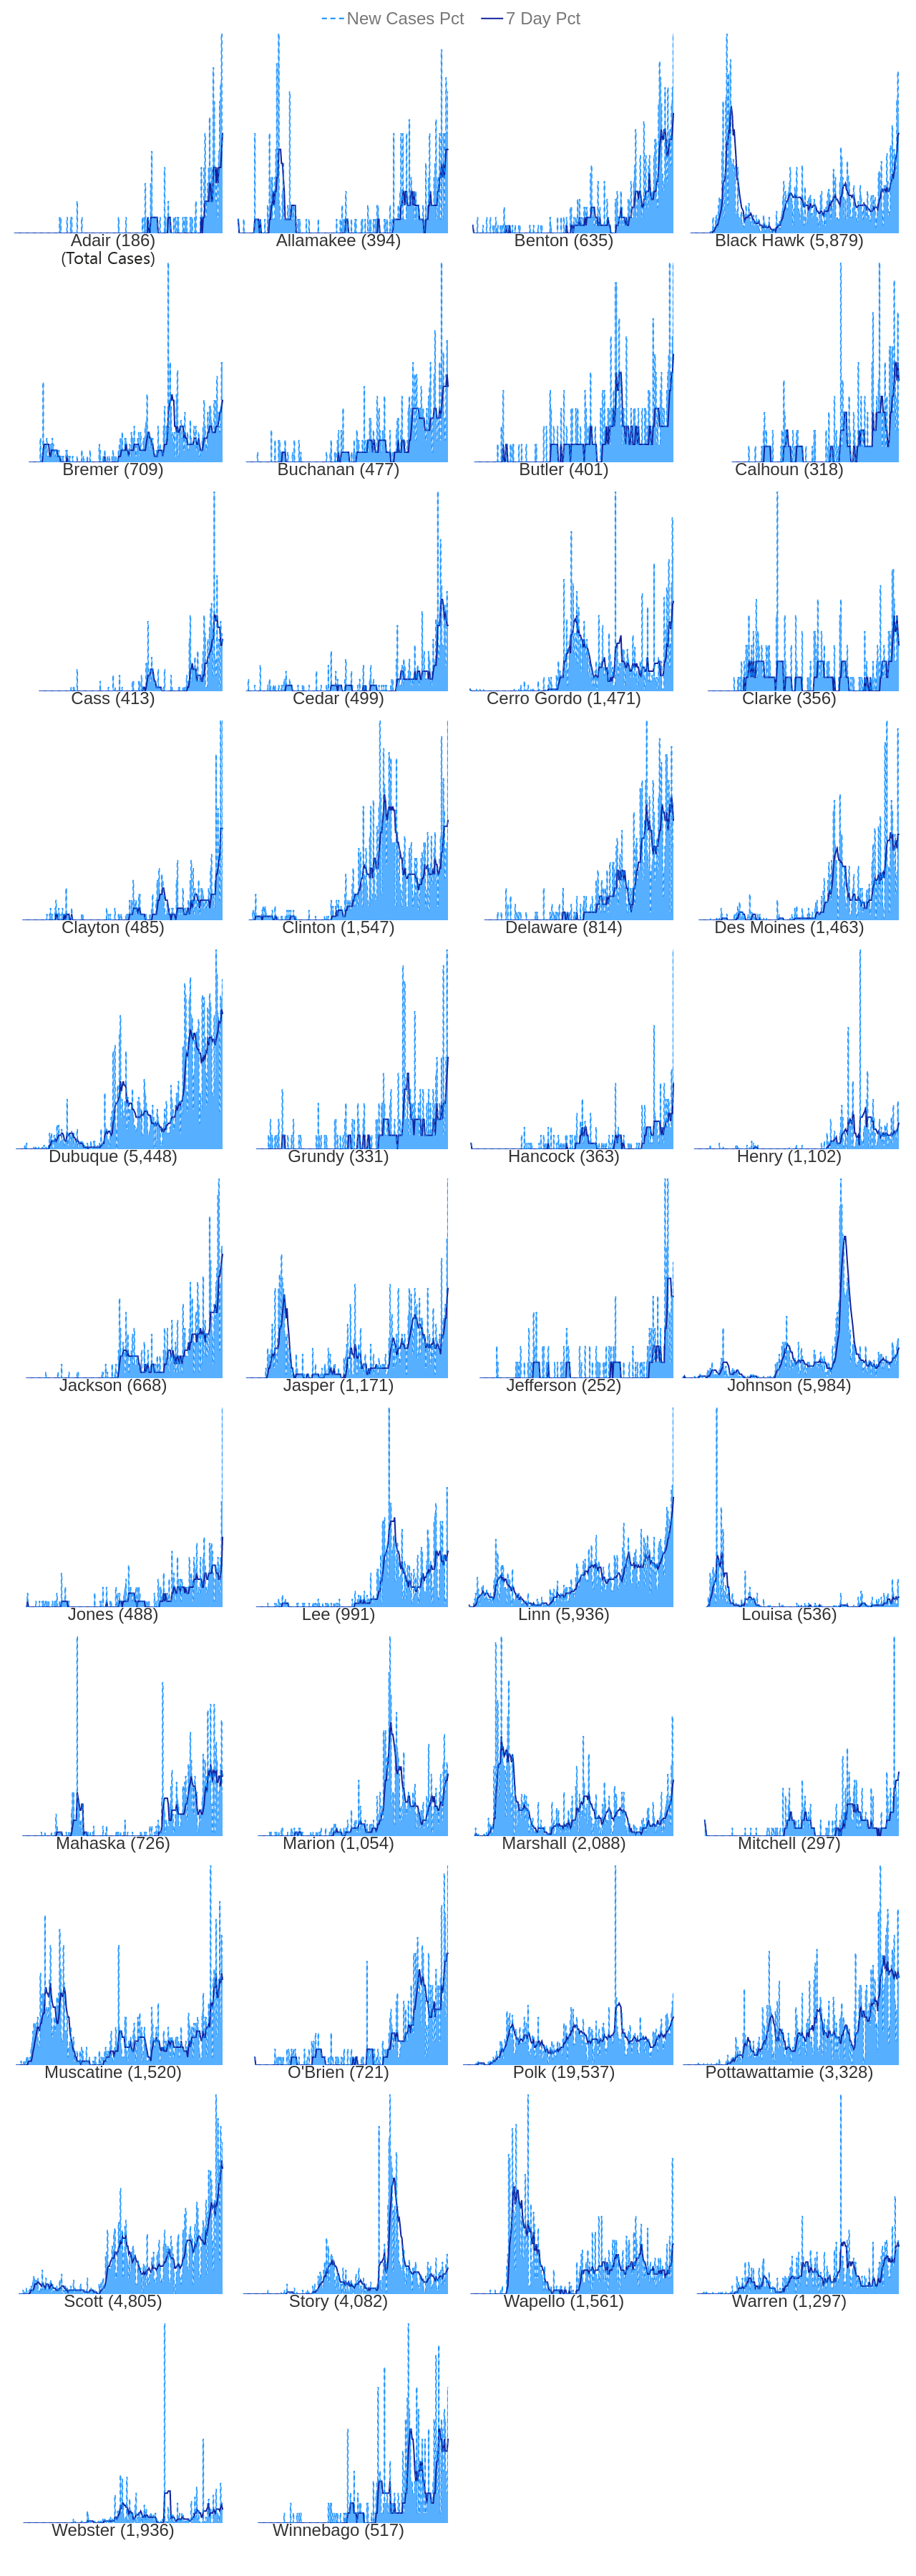 New Cases Pct 7 Day Pct
Adair (186) Allamakee (394) Benton (635) Black Hawk (5,879)
(Total Cases)
Bremer (709) Buchanan (477) Butler (401) Calhoun (318)
Cass (413) Cedar (499) Cerro Gordo (1,471) Clarke (356)
Clayton (485) Clinton (1,547) Delaware (814) Des Moines (1,463)
Dubuque (5,448) Grundy (331) Hancock (363) Henry (1,102)
Jackson (668) Jasper (1,171) Jefferson (252) Johnson (5,984)
Jones (488) Lee (991) Linn (5,936) Louisa (536)
Mahaska (726) Marion (1,054) Marshall (2,088) Mitchell (297)
Muscatine (1,520) O'Brien (721) Polk (19,537) Pottawattamie (3,328)
Scott (4,805) Story (4,082) Wapello (1,561) Warren (1,297)
Webster (1,936) Winnebago (517)